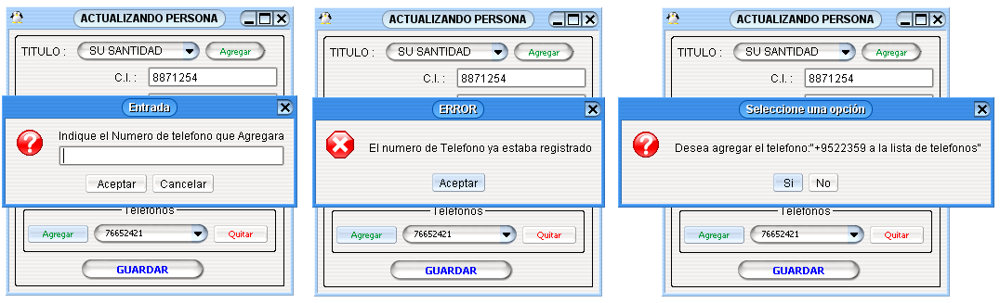 ACTUALIZANDO PERSONA
TITULO :
SU SANTIDAD
Agregar
C.I. :
8871254
Entrada
Indique el Numero de telefono que Agregara
Aceptar
Cancelar
Telefonos
Agregar
76652421
Quitar
GUARDAR
ACTUALIZANDO PERSONA
TITULO :
SU SANTIDAD
Agregar
C.I. :
8871254
ERROR
El numero de Telefono ya estaba registrado
Aceptar
Telefonos
Agregar
76652421
Quitar
GUARDAR
ACTUALIZANDO PERSONA
TITULO :
SU SANTIDAD
Agregar
C.I. :
8871254
Seleccione una opción
Desea agregar el telefono:"+9522359 a la lista de telefonos"
Si
No
Telefonos
Agregar
76652421
Quitar
GUARDAR